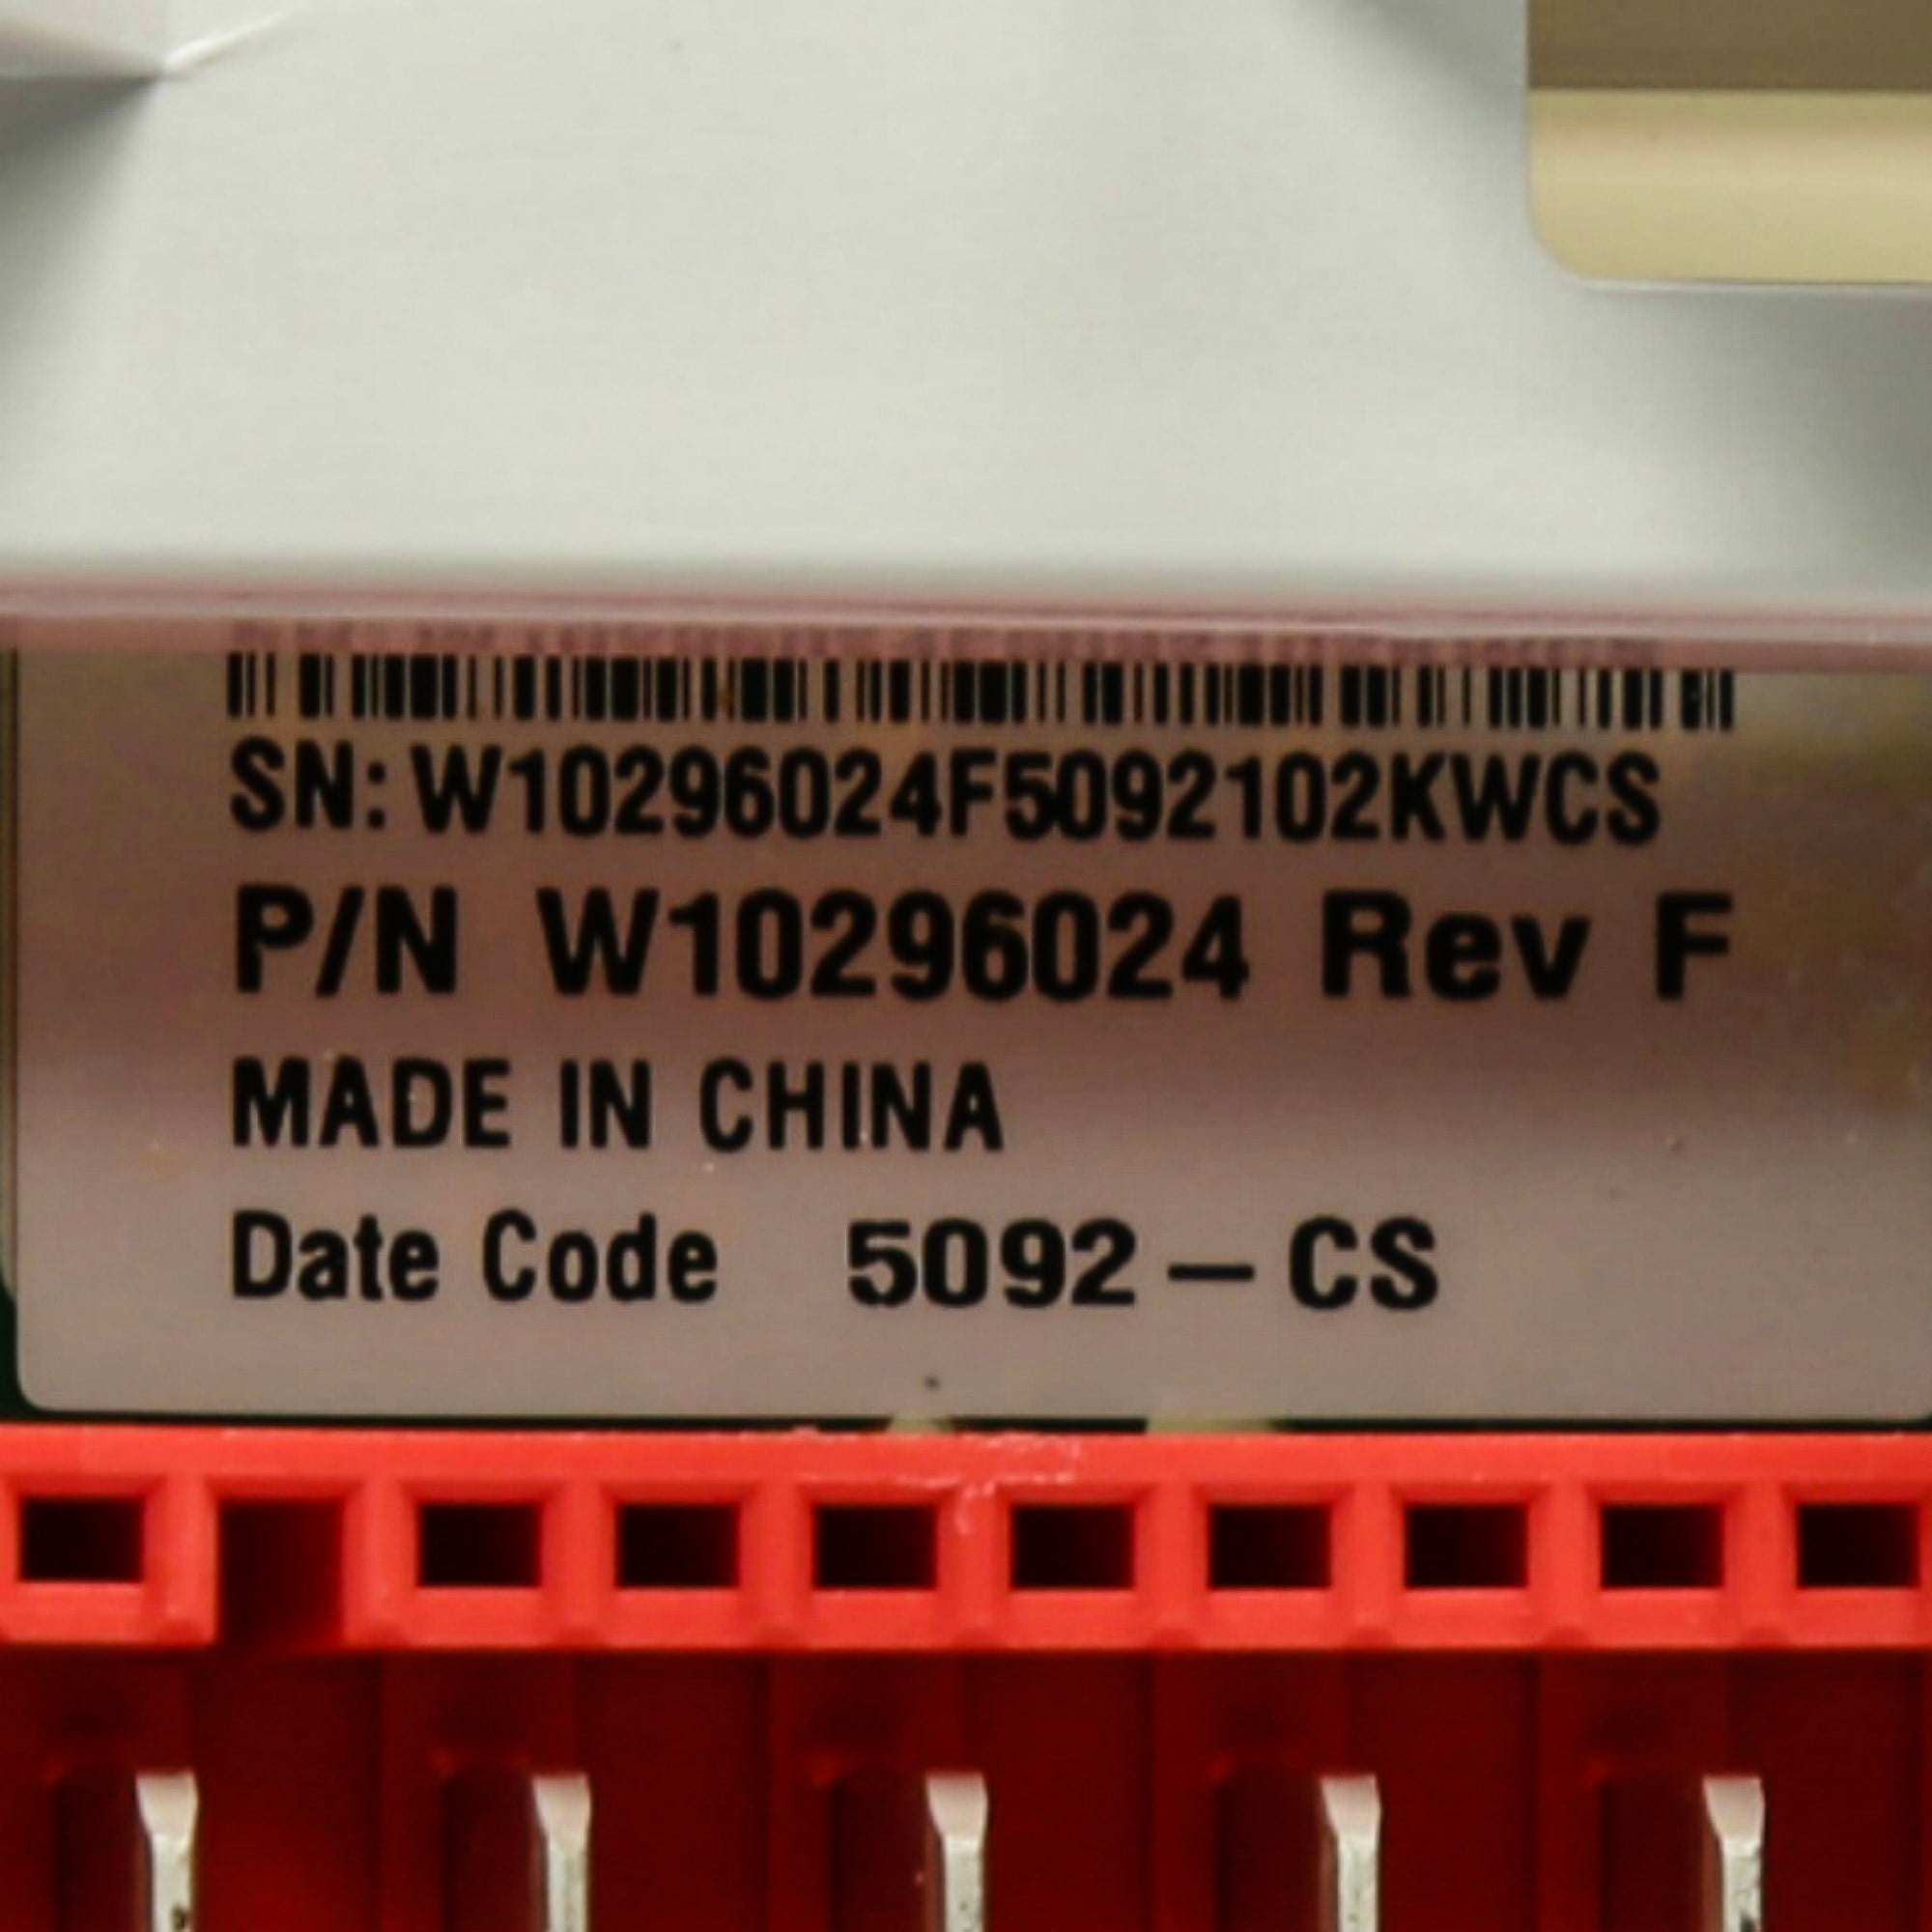 SN: W10296024F5092102KWCS
P/N W10296024 Rev F
MADE IN CHINA
Date Code 5092 – CS